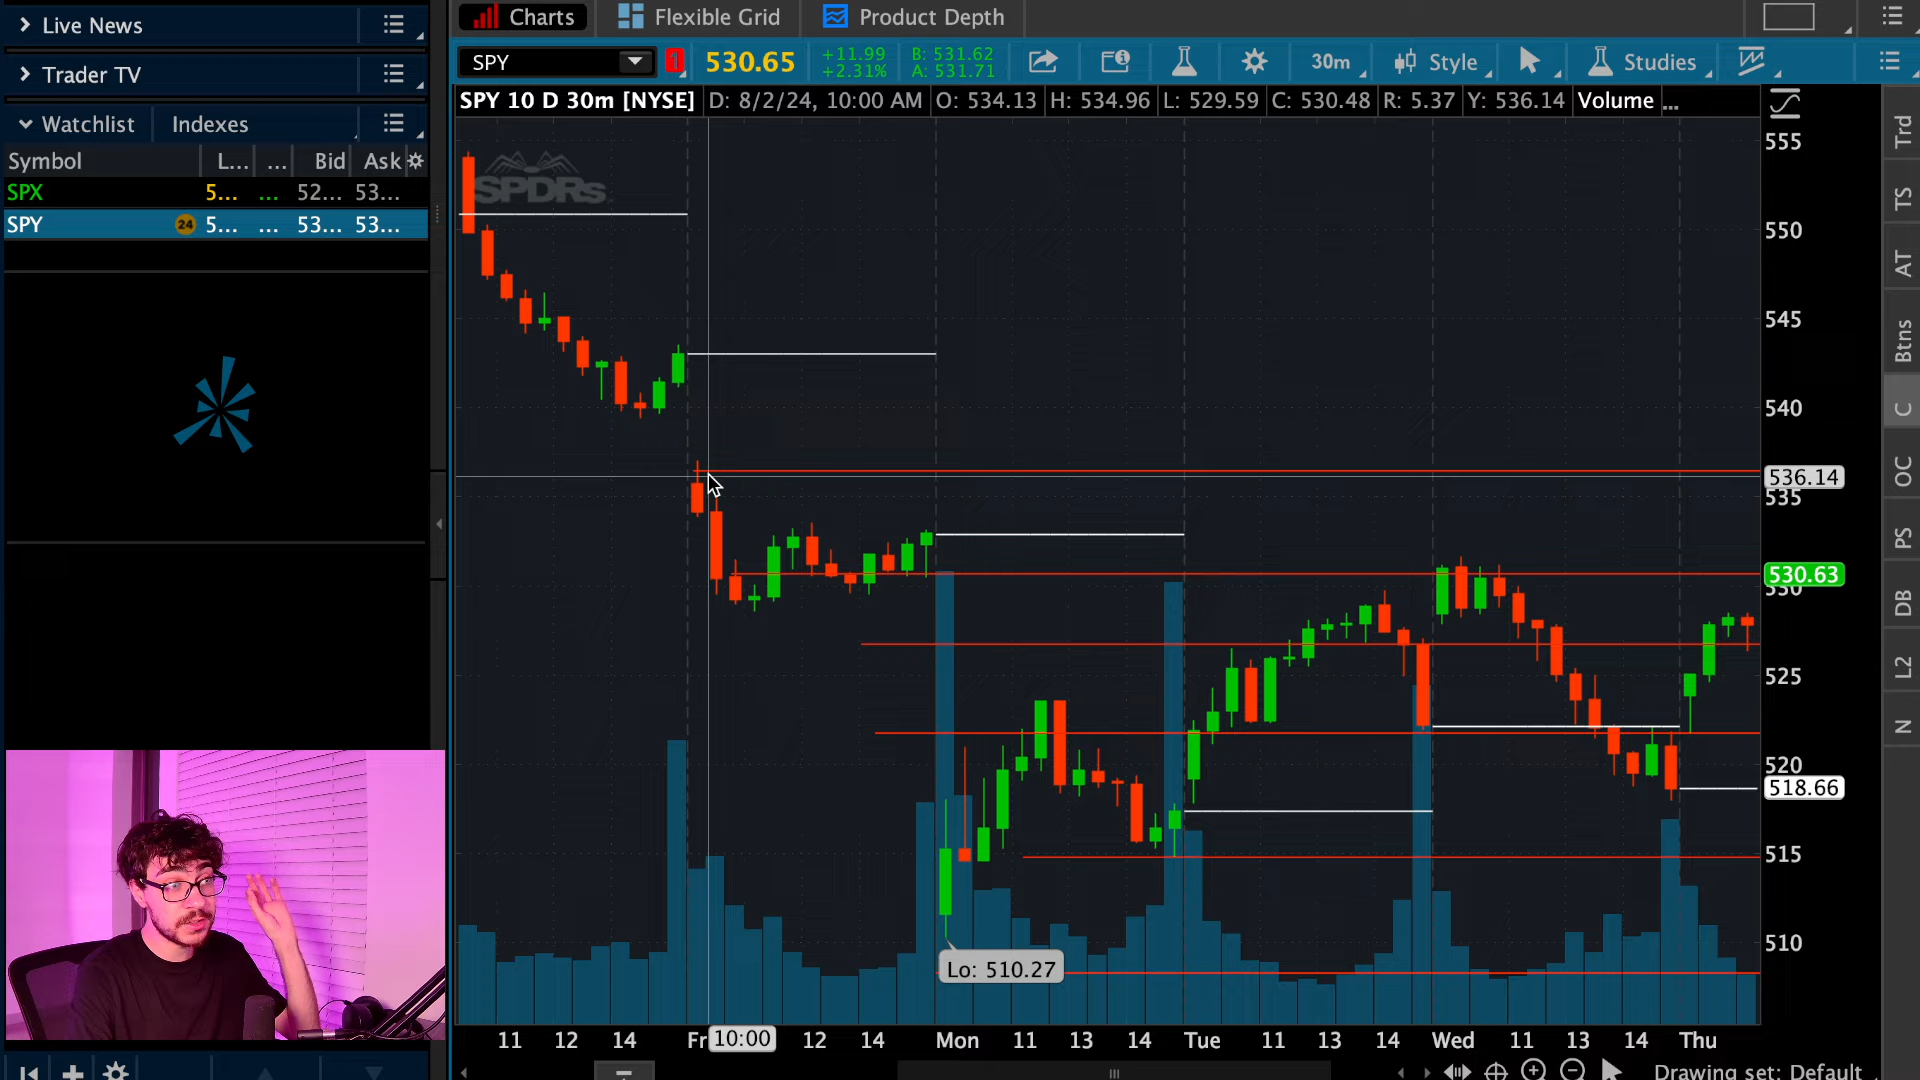 Live News
Trader TV
Watchlist Indexes
Symbol L... ... Bid Ask
SPX 5... ... 52... 53...
SPY 24 5... ... 53... 53...
Charts Flexible Grid Product Depth
SPY 1 530.65 +11.99 +2.31% B: 531.62 A: 531.71 30m Style Studies
SPY 10 D 30m [NYSE] D: 8/2/24, 10:00 AM O: 534.13 H: 534.96 L: 529.59 C: 530.48 R: 5.37 Y: 536.14 Volume ...
SPDRs
555
550
545
540
536.14
535
530.63
530
525
520
518.66
515
510
Lo: 510.27
11 12 14 Fr 10:00 12 14 Mon 11 13 14 Tue 11 13 14 Wed 11 13 14 Thu
Drawing set: Default
Trd
TS
AT
Btns
C
OC
PS
DB
L2
N